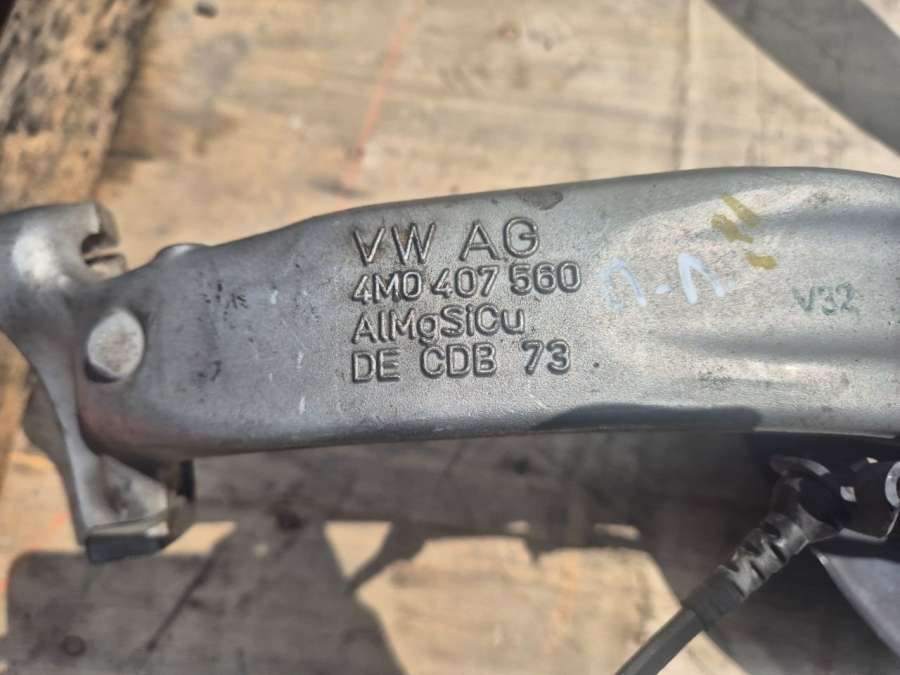 VW AG
4M0 407 560
AlMgSiCu
DE CDB 73
V32